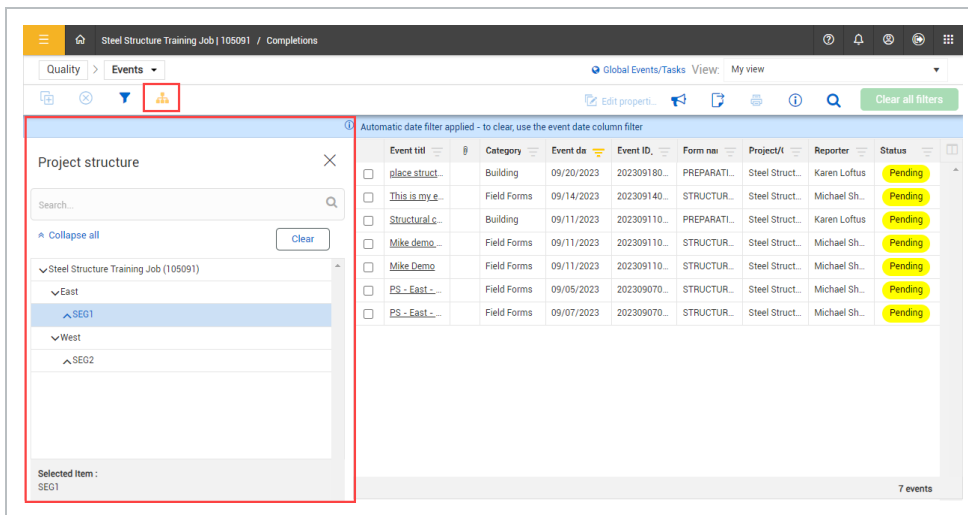 Steel Structure Training Job | 105091 / Completions
Quality > Events
Global Events/Tasks View: My view
Edit properti... Clear all filters
Automatic date filter applied - to clear, use the event date column filter
Project structure
Search...
Collapse all Clear
Steel Structure Training Job (105091)
East
SEG1
West
SEG2
Selected Item :
SEG1
Event titl Category Event da Event ID, Form nai Project/( Reporter Status
place struct... Building 09/20/2023 202309180... PREPARATI... Steel Struct... Karen Loftus Pending
This is my e... Field Forms 09/14/2023 202309140... STRUCTUR... Steel Struct... Michael Sh... Pending
Structural c... Building 09/11/2023 202309110... PREPARATI... Steel Struct... Karen Loftus Pending
Mike demo ... Field Forms 09/11/2023 202309110... STRUCTUR... Steel Struct... Michael Sh... Pending
Mike Demo Field Forms 09/11/2023 202309110... STRUCTUR... Steel Struct... Michael Sh... Pending
PS - East - ... Field Forms 09/05/2023 202309070... STRUCTUR... Steel Struct... Michael Sh... Pending
PS - East - ... Field Forms 09/07/2023 202309070... STRUCTUR... Steel Struct... Michael Sh... Pending
7 events